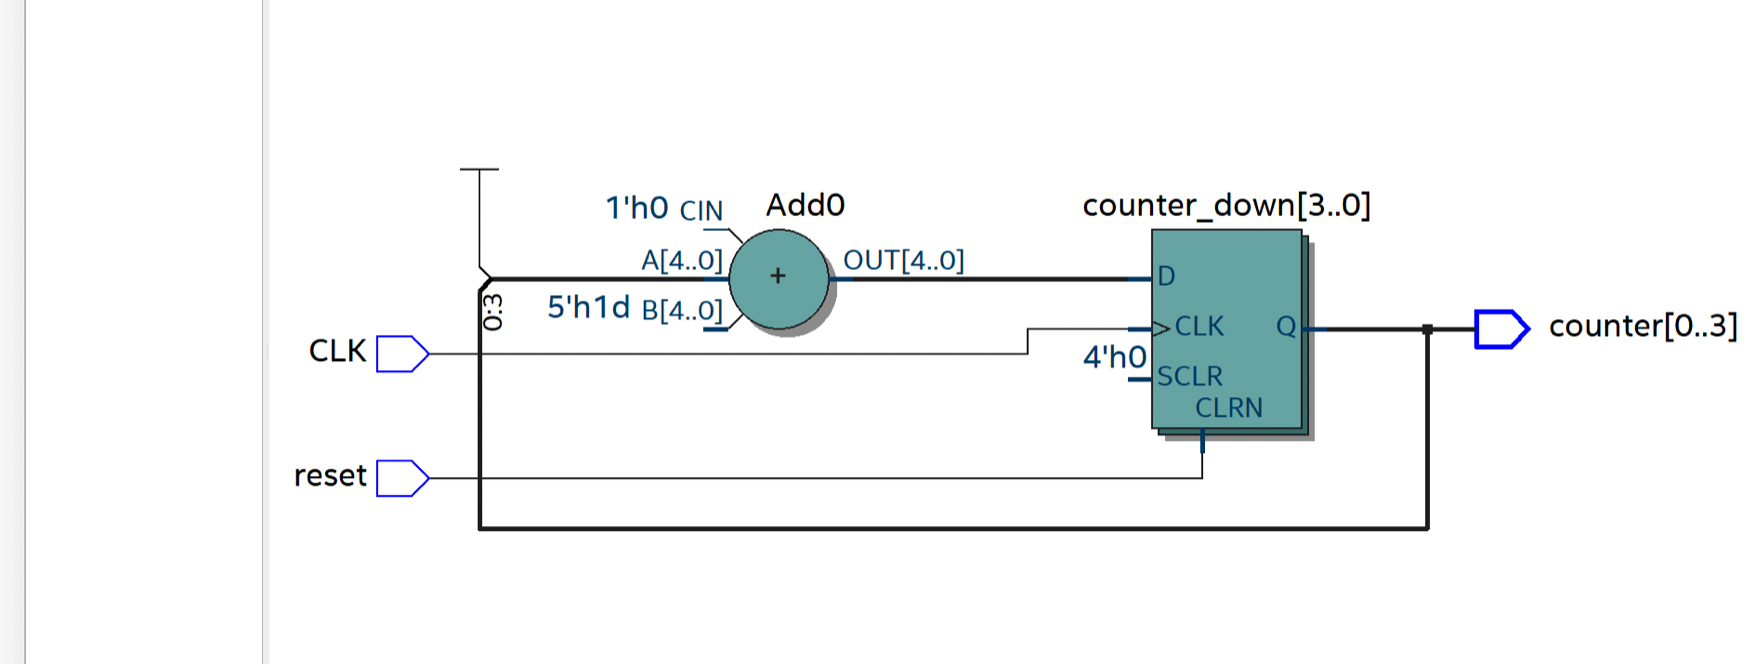 1'h0 CIN
Add0
counter_down[3..0]
A[4..0]
OUT[4..0]
D
5'h1d B[4..0]
0:3
+
CLK
CLK
Q
counter[0..3]
4'h0
SCLR
CLRN
reset